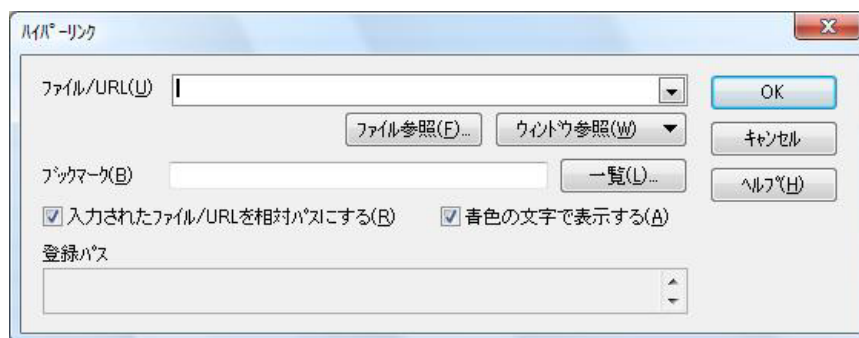 ﾊｲﾊﾟｰﾘﾝｸ
ﾌｧｲﾙ/URL(U)
OK
ﾌｧｲﾙ参照(F)... ｳｨﾝﾄﾞｳ参照(W)
ｷｬﾝｾﾙ
ﾌﾞｯｸﾏｰｸ(B) 一覧(L)...
ﾍﾙﾌﾟ(H)
入力されたﾌｧｲﾙ/URLを相対ﾊﾟｽにする(R) 青色の文字で表示する(A)
登録ﾊﾟｽ